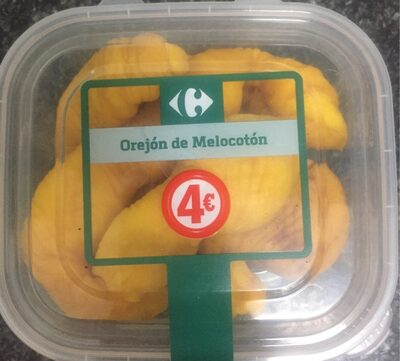 Orejón de Melocotón
4€